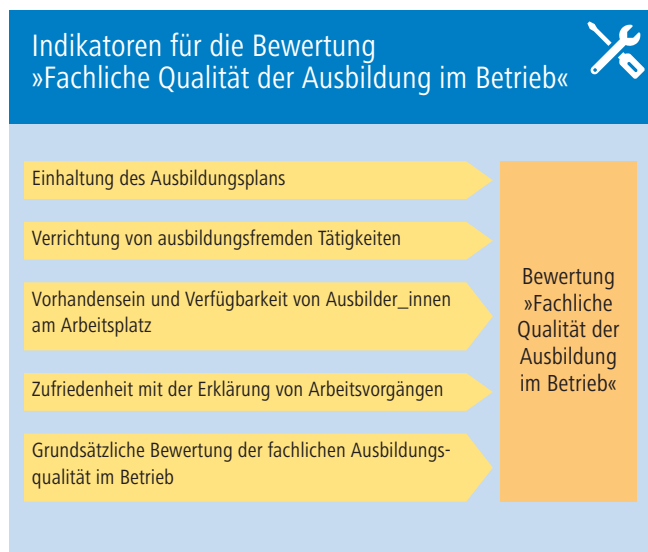 Indikatoren für die Bewertung
»Fachliche Qualität der Ausbildung im Betrieb«
Einhaltung des Ausbildungsplans
Verrichtung von ausbildungsfremden Tätigkeiten
Vorhandensein und Verfügbarkeit von Ausbilder_innen
am Arbeitsplatz
Zufriedenheit mit der Erklärung von Arbeitsvorgängen
Grundsätzliche Bewertung der fachlichen Ausbildungs-
qualität im Betrieb
Bewertung
»Fachliche
Qualität der
Ausbildung
im Betrieb«